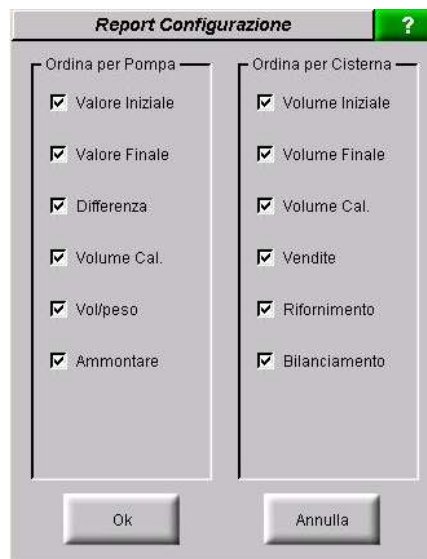 Report Configurazione ?
Ordina per Pompa
Valore Iniziale
Valore Finale
Differenza
Volume Cal.
Vol/peso
Ammontare
Ordina per Cisterna
Volume Iniziale
Volume Finale
Volume Cal.
Vendite
Rifornimento
Bilanciamento
Ok
Annulla